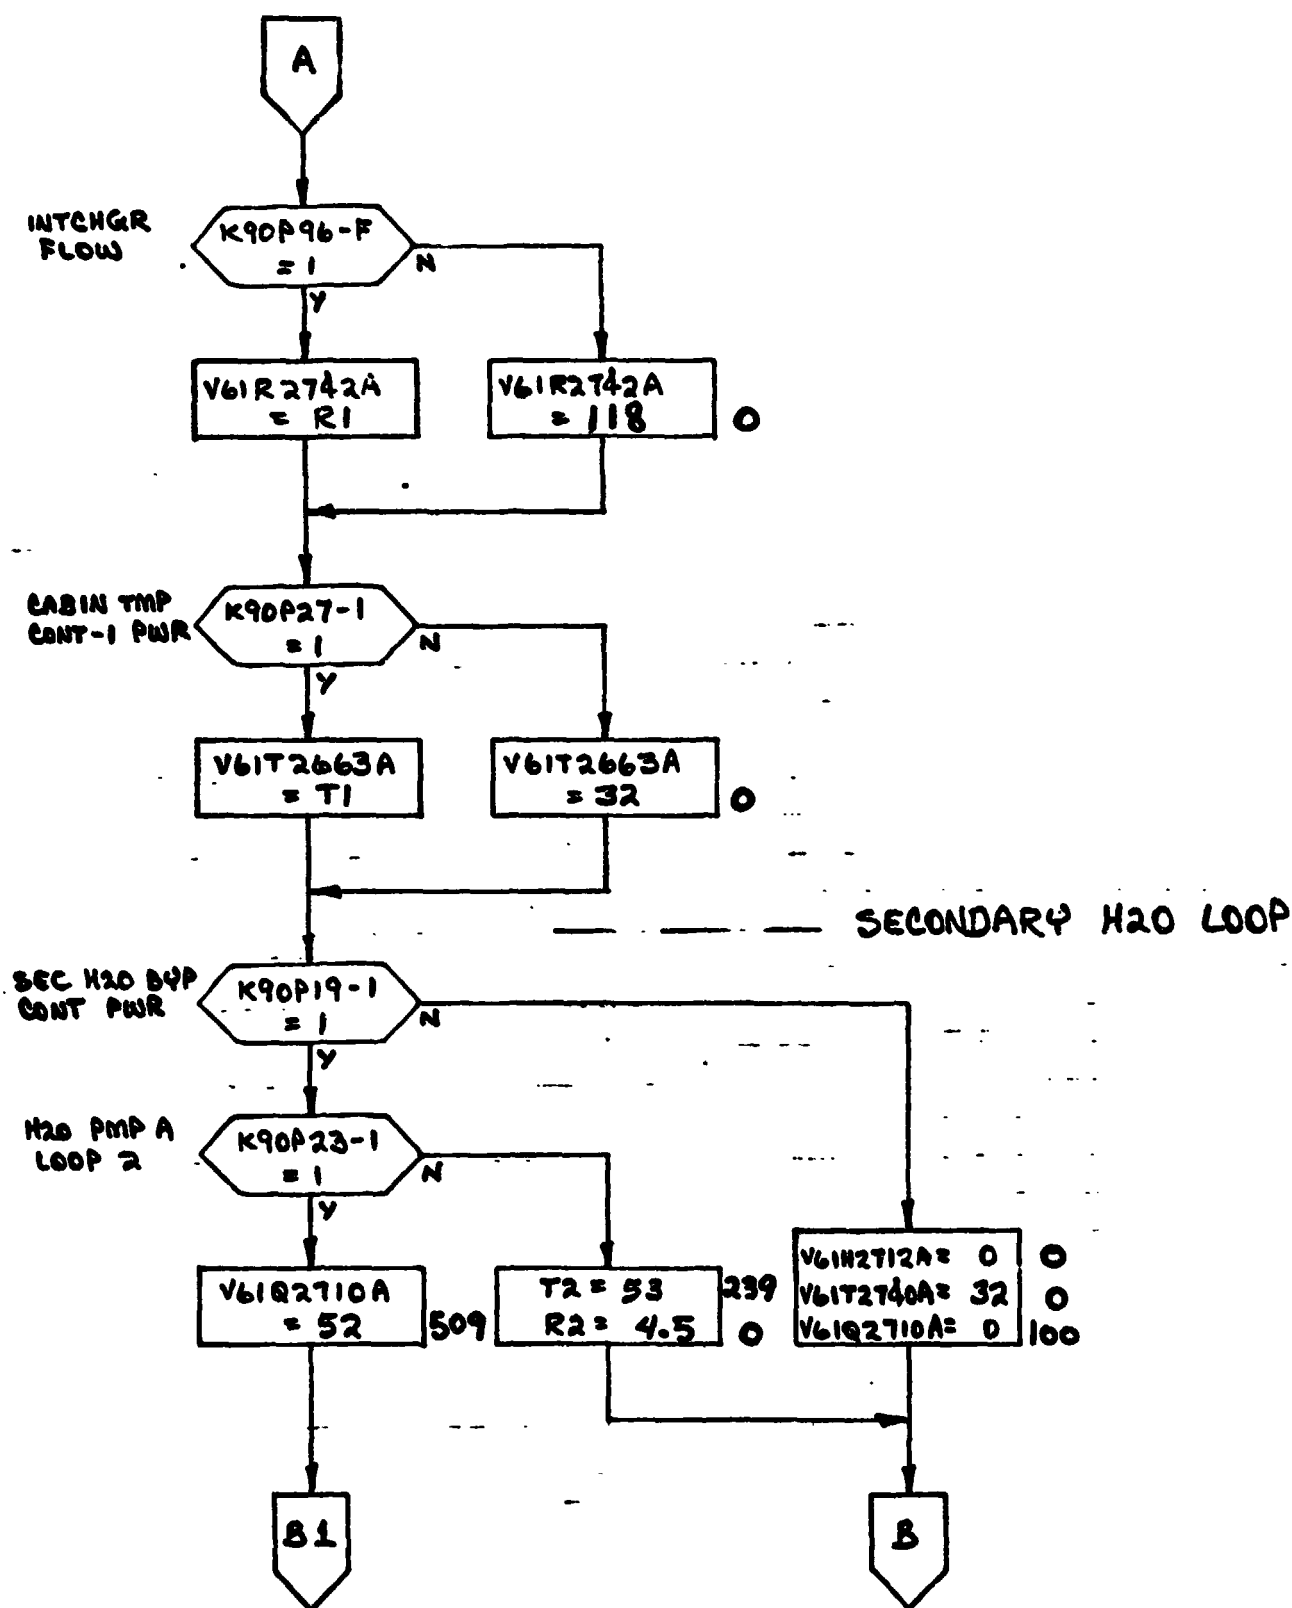 A
INTCHGR
FLOW
K90P96-F
= 1
N
Y
V61R2742A
= R1
V61R2742A
= 118
0
CABIN TMP
CONT-1 PWR
K90P27-1
= 1
N
Y
V61T2663A
= T1
V61T2663A
= 32
0
SECONDARY H2O LOOP
SEC H2O BYP
CONT PWR
K90P19-1
= 1
N
Y
H2O PMP A
LOOP 2
K90P23-1
= 1
N
Y
V61Q2710A
= 52
509
T2 = 53
239
R2 = 4.5
0
V61H2712A= 0
0
V61T2740A= 32
0
V61Q2710A= 0
100
B1
B